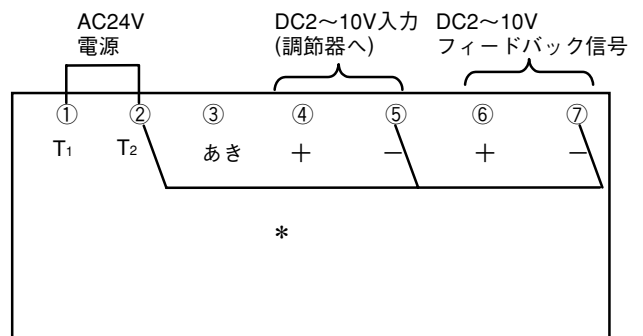 AC24V
電源
DC2～10V入力
(調節器へ)
DC2～10V
フィードバック信号
① ② ③ ④ ⑤ ⑥ ⑦
T1 T2 あき ＋ － ＋ －
*